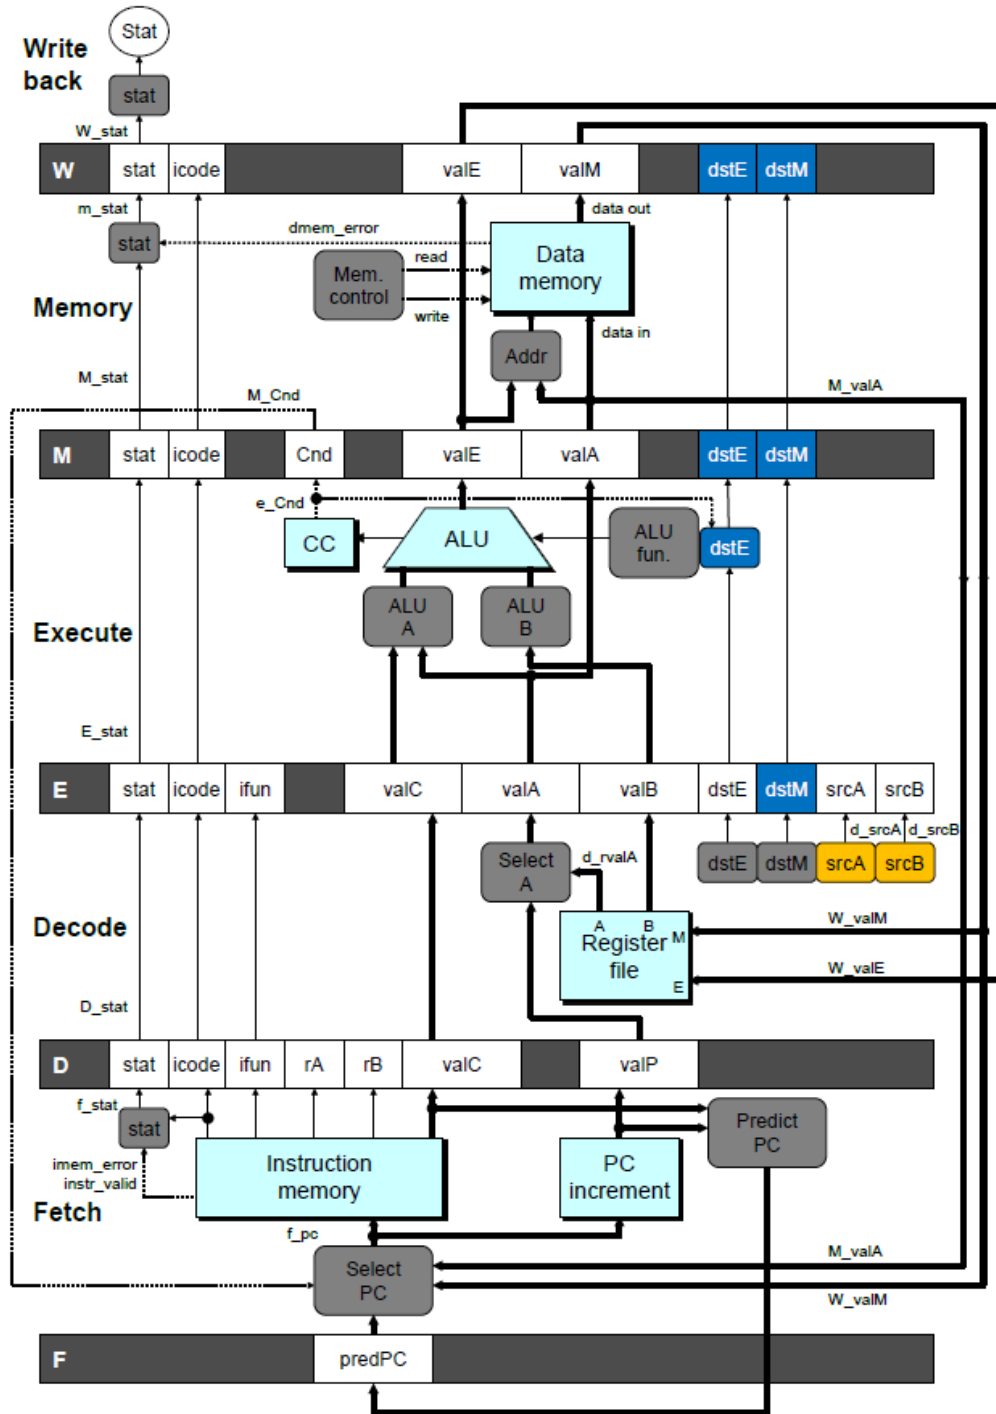 Stat
Write
back
stat
W_stat
W stat icode valE valM dstE dstM
m_stat
data out
dmem_error
stat
Data
memory
read
Mem.
control
write
Memory
data in
Addr
M_stat
M_Cnd
M_valA
M stat icode Cnd valE valA dstE dstM
e_Cnd
CC
ALU
ALU
fun.
dstE
ALU
A
ALU
B
Execute
E_stat
E stat icode ifun valC valA valB dstE dstM srcA srcB
d_srcA d_srcB
Select
A
d_rvalA
dstE dstM srcA srcB
Decode
A B
Register
file
M
E
W_valM
W_valE
D_stat
D stat icode ifun rA rB valC valP
f_stat
stat
Predict
PC
imem_error
instr_valid
Instruction
memory
PC
increment
Fetch
f_pc
M_valA
Select
PC
W_valM
F predPC